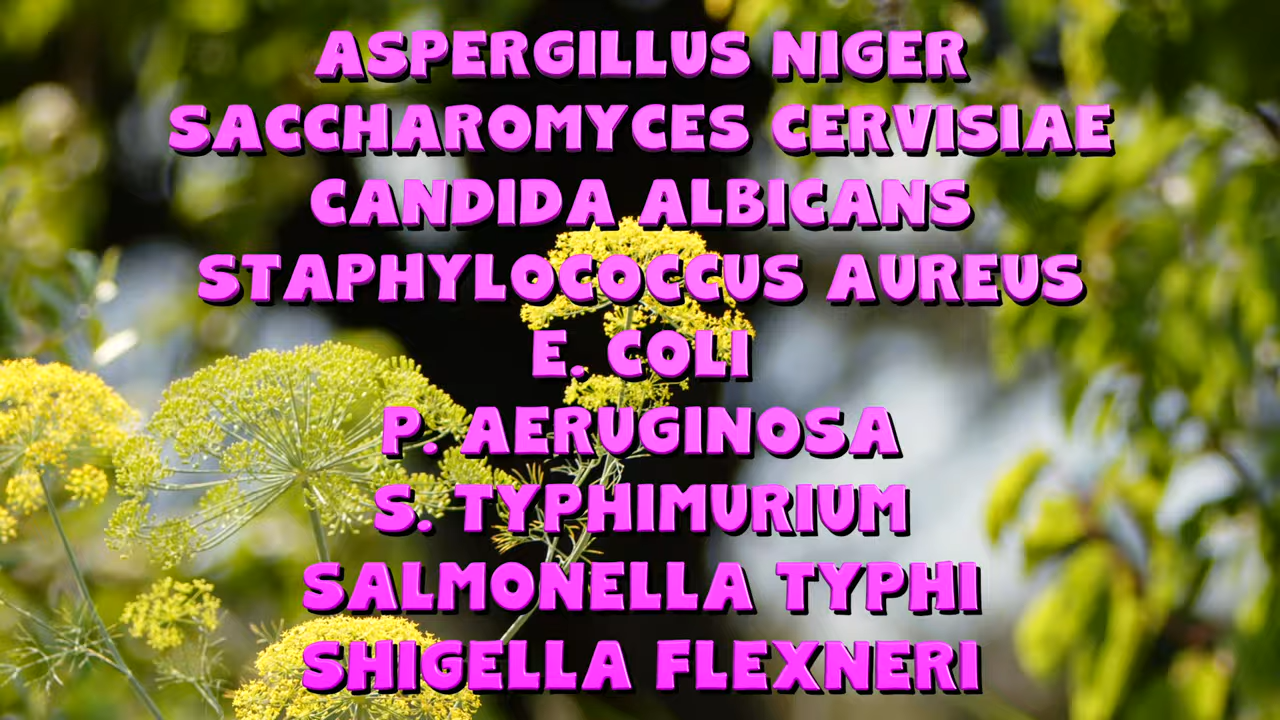 ASPERGILLUS NIGER
SACCHAROMYCES CERVISIAE
CANDIDA ALBICANS
STAPHYLOCOCCUS AUREUS
E. COLI
P. AERUGINOSA
S. TYPHIMURIUM
SALMONELLA TYPHI
SHIGELLA FLEXNERI